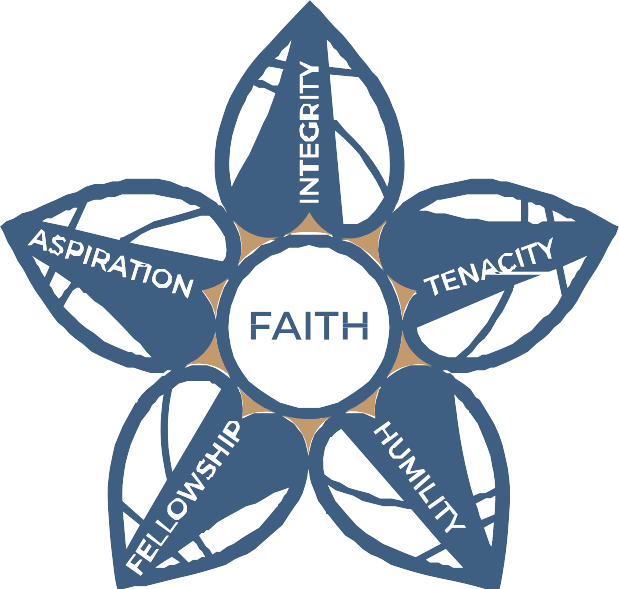 INTEGRITY
ASPIRATION
TENACITY
FAITH
FELLOWSHIP
HUMILITY